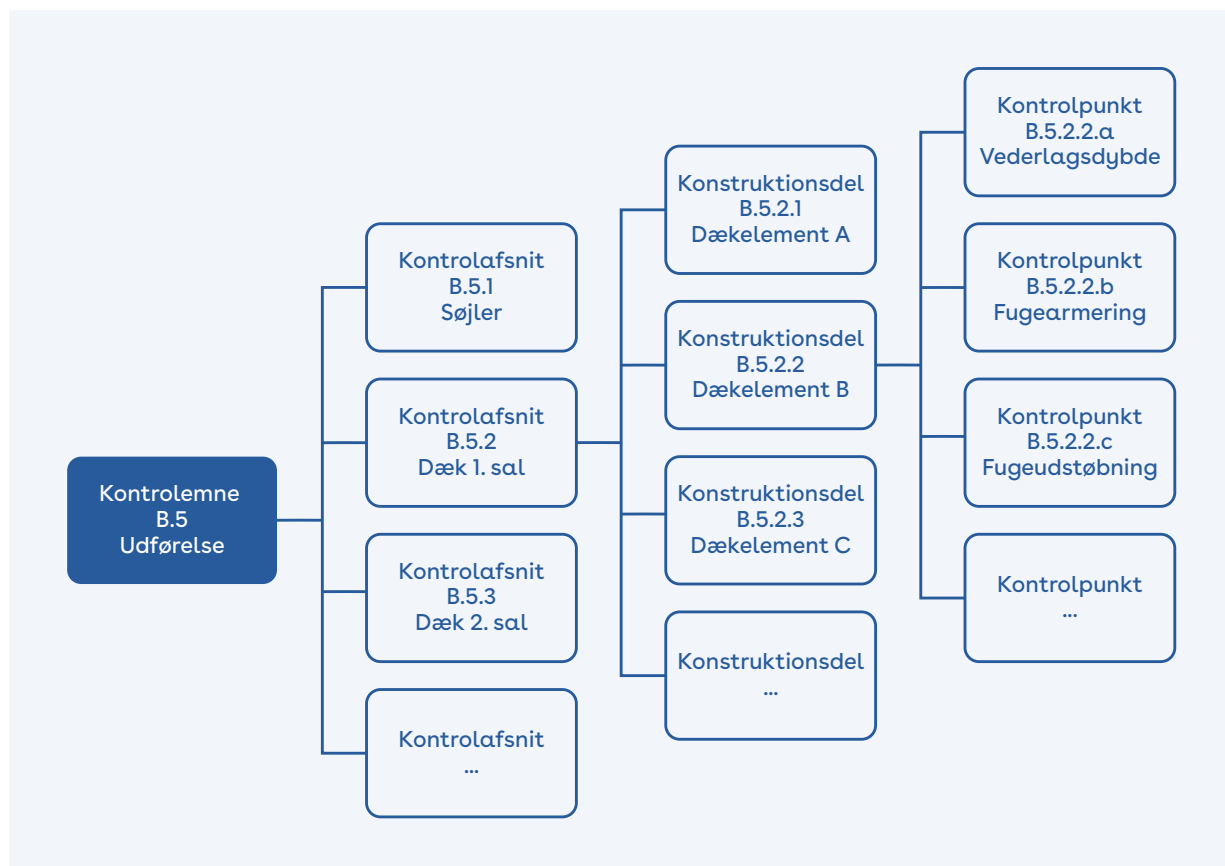 Kontrolemne
B.5
Udførelse
Kontrolafsnit
B.5.1
Søjler
Kontrolafsnit
B.5.2
Dæk 1. sal
Kontrolafsnit
B.5.3
Dæk 2. sal
Kontrolafsnit
...
Konstruktionsdel
B.5.2.1
Dækelement A
Konstruktionsdel
B.5.2.2
Dækelement B
Konstruktionsdel
B.5.2.3
Dækelement C
Konstruktionsdel
...
Kontrolpunkt
B.5.2.2.a
Vederlagsdybde
Kontrolpunkt
B.5.2.2.b
Fugearmering
Kontrolpunkt
B.5.2.2.c
Fugeudstøbning
Kontrolpunkt
...